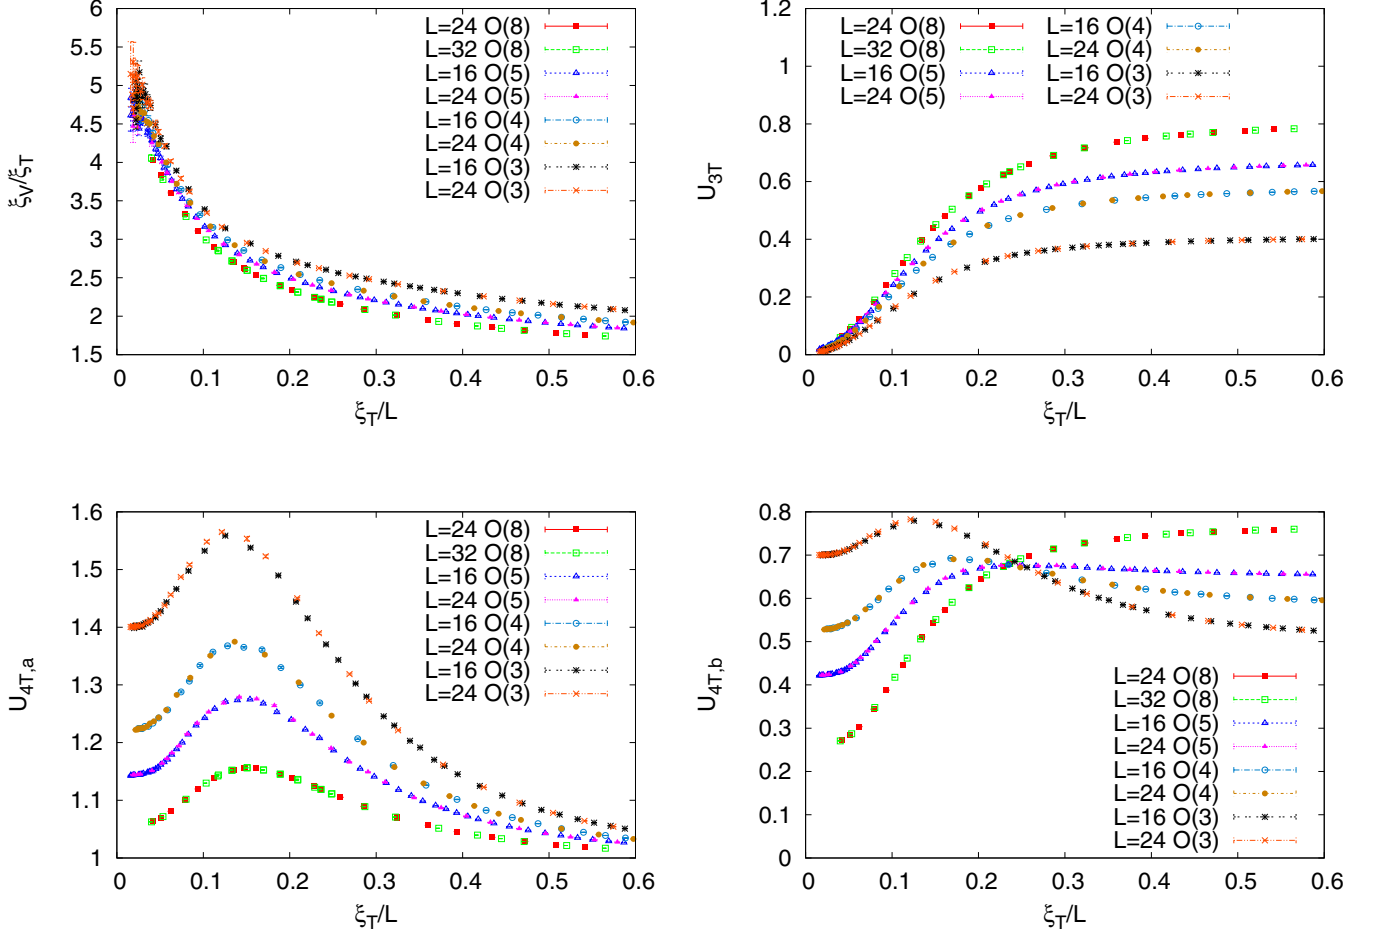 6
5.5
5
4.5
4
3.5
3
2.5
2
1.5
0 0.1 0.2 0.3 0.4 0.5 0.6
ξ_V/ξ_T
ξ_T/L
L=24 O(8)
L=32 O(8)
L=16 O(5)
L=24 O(5)
L=16 O(4)
L=24 O(4)
L=16 O(3)
L=24 O(3)
1.2
1
0.8
0.6
0.4
0.2
0
0 0.1 0.2 0.3 0.4 0.5 0.6
U_3T
ξ_T/L
L=24 O(8) L=16 O(4)
L=32 O(8) L=24 O(4)
L=16 O(5) L=16 O(3)
L=24 O(5) L=24 O(3)
1.6
1.5
1.4
1.3
1.2
1.1
1
0 0.1 0.2 0.3 0.4 0.5 0.6
U_4T,a
ξ_T/L
L=24 O(8)
L=32 O(8)
L=16 O(5)
L=24 O(5)
L=16 O(4)
L=24 O(4)
L=16 O(3)
L=24 O(3)
0.8
0.7
0.6
0.5
0.4
0.3
0.2
0.1
0
0 0.1 0.2 0.3 0.4 0.5 0.6
U_4T,b
ξ_T/L
L=24 O(8)
L=32 O(8)
L=16 O(5)
L=24 O(5)
L=16 O(4)
L=24 O(4)
L=16 O(3)
L=24 O(3)